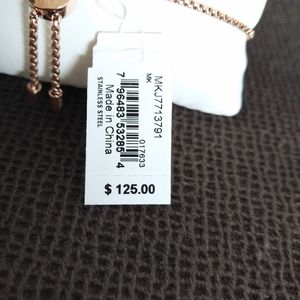 MKJ7713791
MK
017633
7 96483 53285 4
Made in China
STAINLESS STEEL
$ 125.00